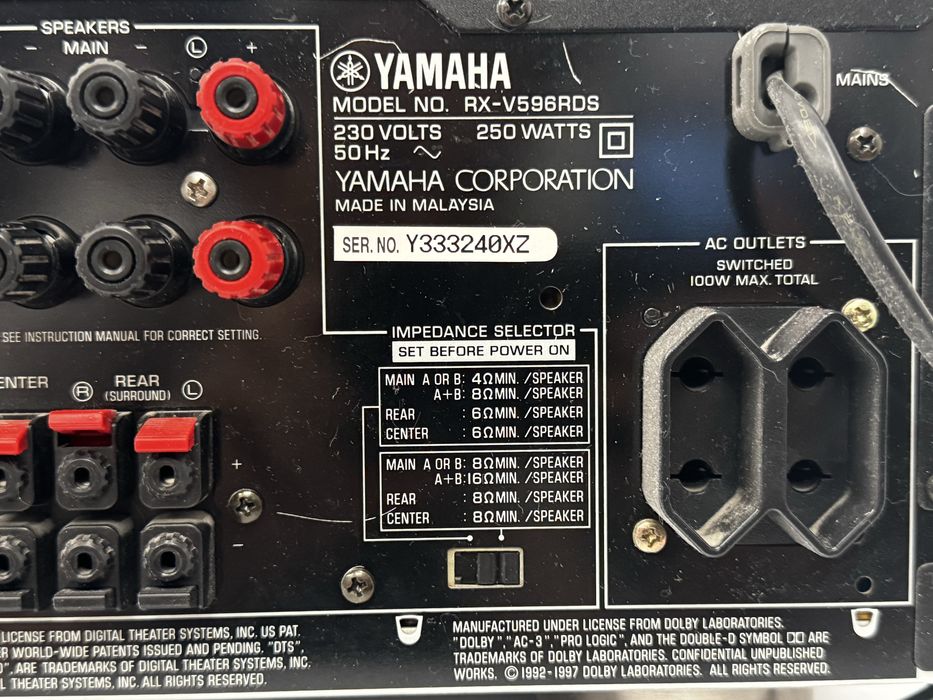 SPEAKERS
MAIN
– – L +
YAMAHA
MODEL NO. RX-V596RDS
230 VOLTS 250 WATTS
50Hz ~
YAMAHA CORPORATION
MADE IN MALAYSIA
SER. NO. Y333240XZ
MAINS
AC OUTLETS
SWITCHED
100W MAX. TOTAL
SEE INSTRUCTION MANUAL FOR CORRECT SETTING.
IMPEDANCE SELECTOR
SET BEFORE POWER ON
MAIN A OR B: 4ΩMIN. /SPEAKER
A+B: 8ΩMIN. /SPEAKER
REAR : 6ΩMIN. /SPEAKER
CENTER : 6ΩMIN. /SPEAKER
MAIN A OR B: 8ΩMIN. /SPEAKER
A+B:16ΩMIN. /SPEAKER
REAR : 8ΩMIN. /SPEAKER
CENTER : 8ΩMIN. /SPEAKER
ENTER
R REAR L
(SURROUND)
+
–
LICENSE FROM DIGITAL THEATER SYSTEMS, INC. US PAT.
R WORLD-WIDE PATENTS ISSUED AND PENDING. "DTS",
", ARE TRADEMARKS OF DIGITAL THEATER SYSTEMS, INC.
L THEATER SYSTEMS, INC. ALL RIGHTS RESERVED.
MANUFACTURED UNDER LICENSE FROM DOLBY LABORATORIES.
"DOLBY", "AC-3", "PRO LOGIC", AND THE DOUBLE-D SYMBOL ARE
TRADEMARKS OF DOLBY LABORATORIES. CONFIDENTIAL UNPUBLISHED
WORKS. ©1992-1997 DOLBY LABORATORIES. ALL RIGHTS RESERVED.